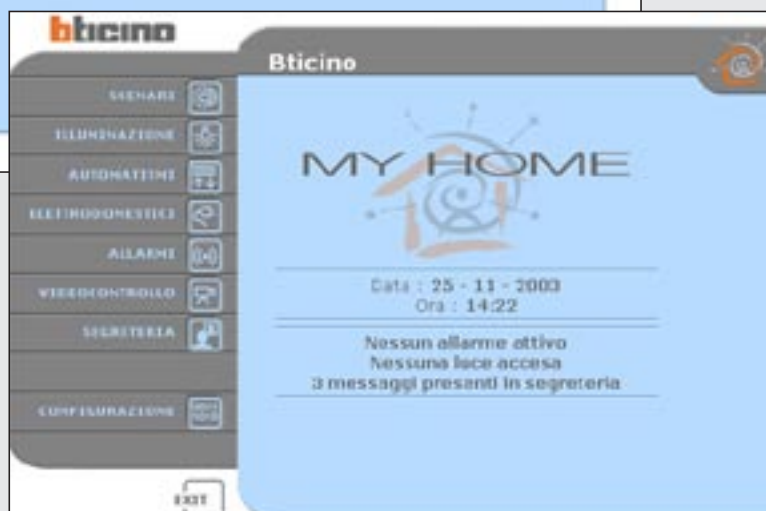 bticino
Bticino
SCENARI
ILLUMINAZIONE
AUTOMATISMI
ELETTRODOMESTICI
ALLARMI
VIDEOCONTROLLO
SEGRETERIA
CONFIGURAZIONE
EXIT
MY HOME
Data : 25 - 11 - 2003
Ora : 14:22
Nessun allarme attivo
Nessuna luce accesa
3 messaggi presenti in segreteria